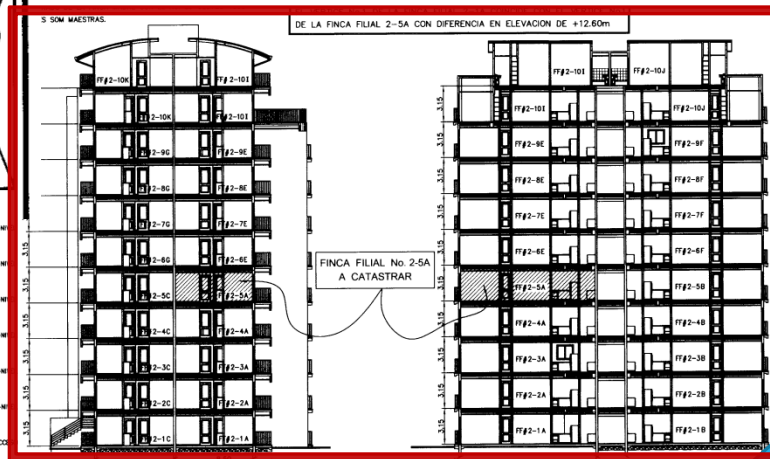 S SOM MAESTRAS.
DE LA FINCA FILIAL 2-5A CON DIFERENCIA EN ELEVACION DE +12.60m
FF#2-10K FF#2-10I
FF#2-10K FF#2-10I
FF#2-9G FF#2-9E
FF#2-8G FF#2-8E
FF#2-7G FF#2-7E
FF#2-6G FF#2-6E
FF#2-5C FF#2-5A
FF#2-4C FF#2-4A
FF#2-3C FF#2-3A
FF#2-2C FF#2-2A
FF#2-1C FF#2-1A
3.15
3.15
3.15
3.15
3.15
3.15
FINCA FILIAL No. 2-5A
A CATASTRAR
FF#2-10I FF#2-10J
3.15 FF#2-10I FF#2-10J
3.15 FF#2-9E FF#2-9F
3.15 FF#2-8E FF#2-8F
3.15 FF#2-7E FF#2-7F
3.15 FF#2-6E FF#2-6F
3.15 FF#2-5A FF#2-5B
3.15 FF#2-4A FF#2-4B
3.15 FF#2-3A FF#2-3B
3.15 FF#2-2A FF#2-2B
3.15 FF#2-1A FF#2-1B